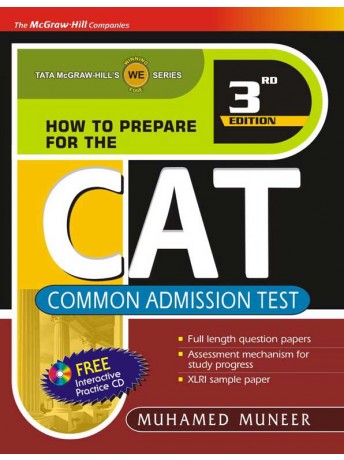 The McGraw·Hill Companies
TATA McGRAW-HILL'S WINNING WE EDGE SERIES
3RD
EDITION
HOW TO PREPARE
FOR THE
CAT
COMMON ADMISSION TEST
Full length question papers
Assessment mechanism for
study progress
XLRI sample paper
FREE
Interactive
Practice CD
MUHAMED MUNEER